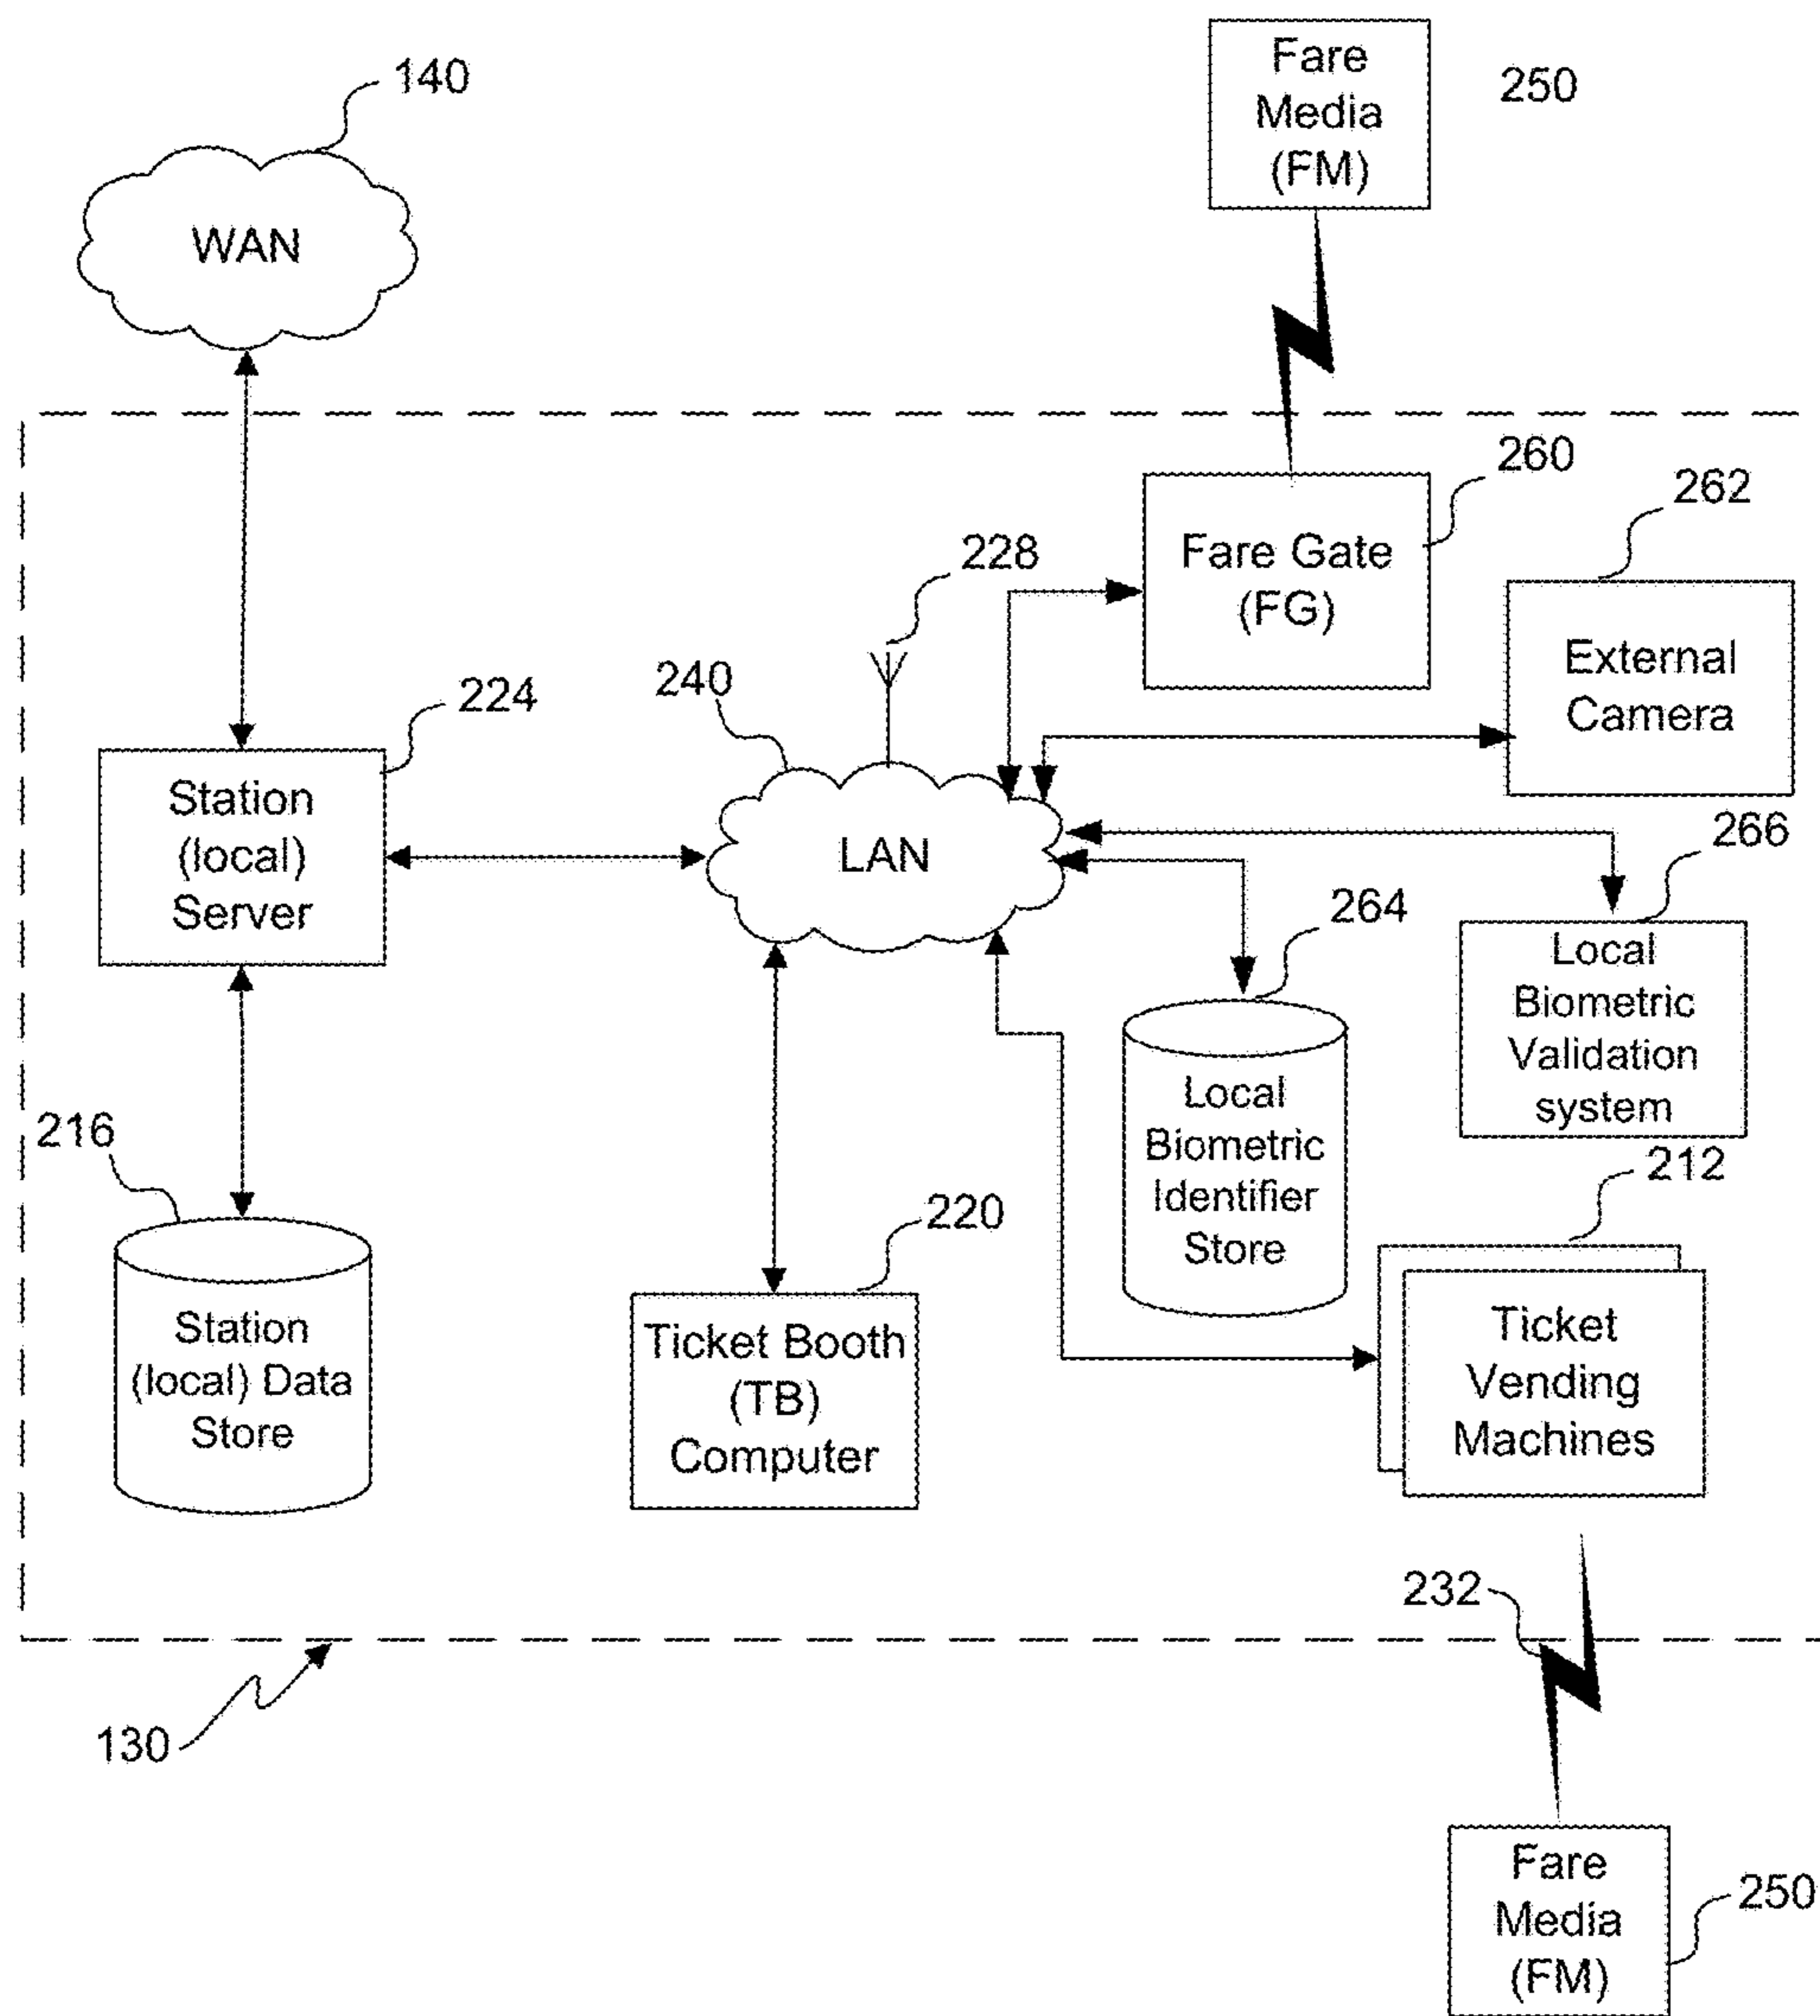 140
WAN
Fare
Media
(FM)
250
260
Fare Gate
(FG)
262
External
Camera
228
240
LAN
224
Station
(local)
Server
266
Local
Biometric
Validation
system
264
Local
Biometric
Identifier
Store
216
Station
(local) Data
Store
220
Ticket Booth
(TB)
Computer
212
Ticket
Vending
Machines
232
130
Fare
Media
(FM)
250